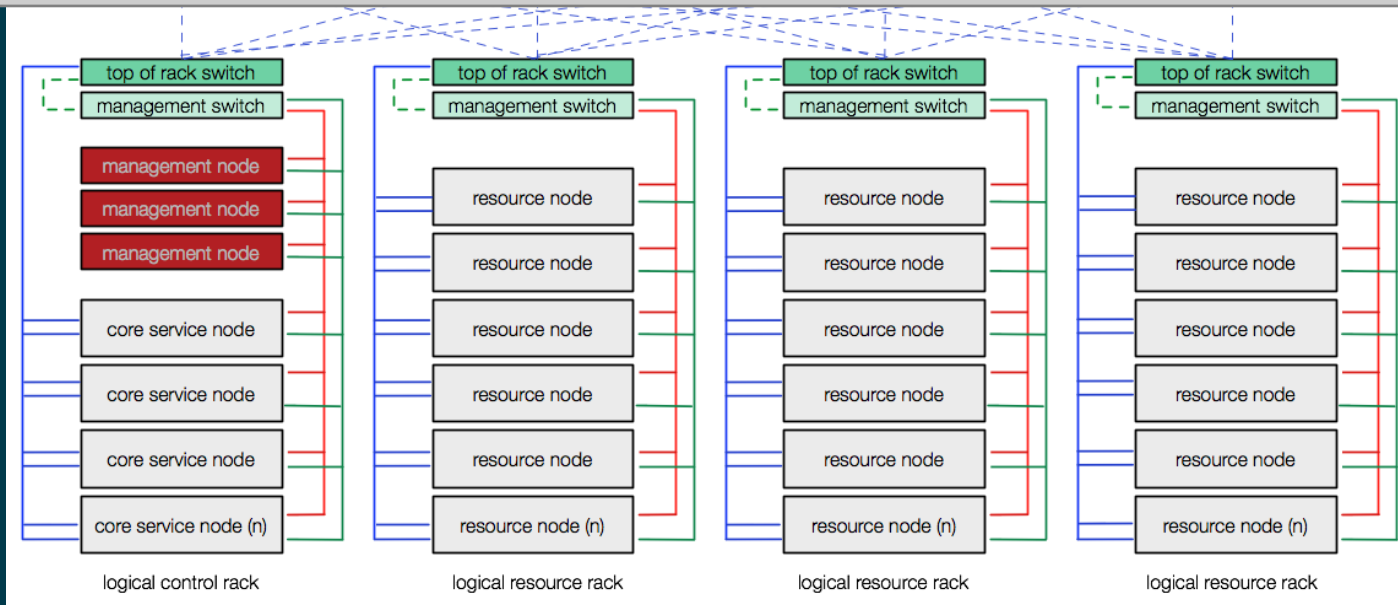 top of rack switch
management switch
management node
management node
management node
core service node
core service node
core service node
core service node (n)
logical control rack
top of rack switch
management switch
resource node
resource node
resource node
resource node
resource node
resource node (n)
logical resource rack
top of rack switch
management switch
resource node
resource node
resource node
resource node
resource node
resource node (n)
logical resource rack
top of rack switch
management switch
resource node
resource node
resource node
resource node
resource node
resource node (n)
logical resource rack